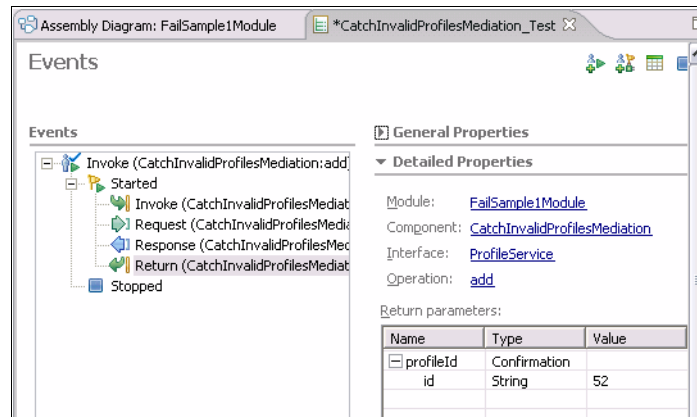 Assembly Diagram: FailSample1Module
*CatchInvalidProfilesMediation_Test
Events
Events
Invoke (CatchInvalidProfilesMediation:add
Started
Invoke (CatchInvalidProfilesMediat
Request (CatchInvalidProfilesMedia
Response (CatchInvalidProfilesMed
Return (CatchInvalidProfilesMediat
Stopped
General Properties
Detailed Properties
Module: FailSample1Module
Component: CatchInvalidProfilesMediation
Interface: ProfileService
Operation: add
Return parameters:
Name Type Value
profileId Confirmation
id String 52